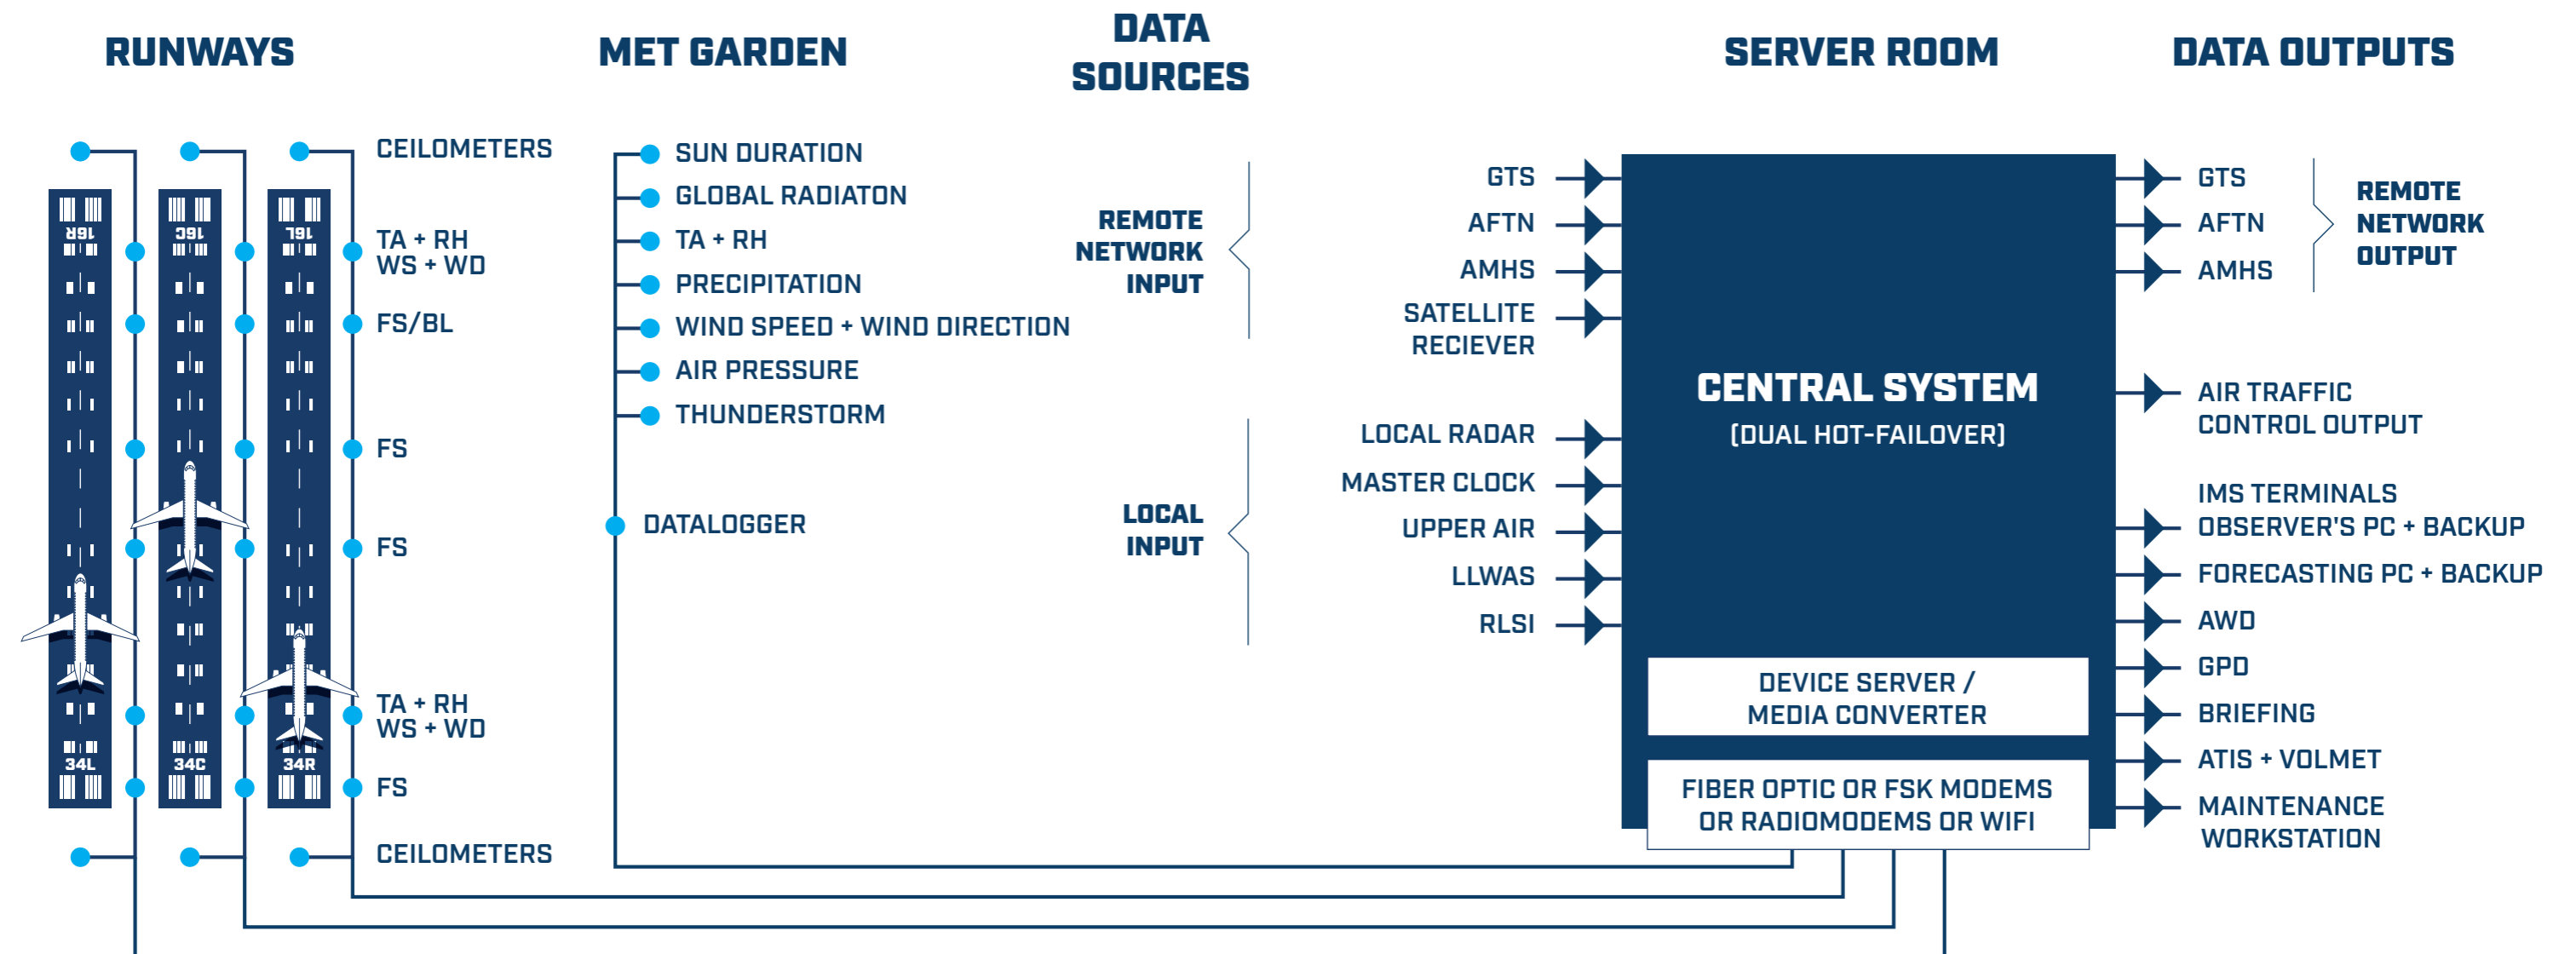 RUNWAYS
MET GARDEN
DATA
SOURCES
SERVER ROOM
DATA OUTPUTS
CEILOMETERS
16R
16C
16L
TA + RH
WS + WD
FS/BL
FS
FS
TA + RH
WS + WD
34L
34C
34R
FS
CEILOMETERS
SUN DURATION
GLOBAL RADIATON
TA + RH
PRECIPITATION
WIND SPEED + WIND DIRECTION
AIR PRESSURE
THUNDERSTORM
DATALOGGER
REMOTE
NETWORK
INPUT
LOCAL
INPUT
GTS
AFTN
AMHS
SATELLITE
RECIEVER
LOCAL RADAR
MASTER CLOCK
UPPER AIR
LLWAS
RLSI
CENTRAL SYSTEM
(DUAL HOT-FAILOVER)
DEVICE SERVER /
MEDIA CONVERTER
FIBER OPTIC OR FSK MODEMS
OR RADIOMODEMS OR WIFI
GTS
AFTN
AMHS
REMOTE
NETWORK
OUTPUT
AIR TRAFFIC
CONTROL OUTPUT
IMS TERMINALS
OBSERVER'S PC + BACKUP
FORECASTING PC + BACKUP
AWD
GPD
BRIEFING
ATIS + VOLMET
MAINTENANCE
WORKSTATION